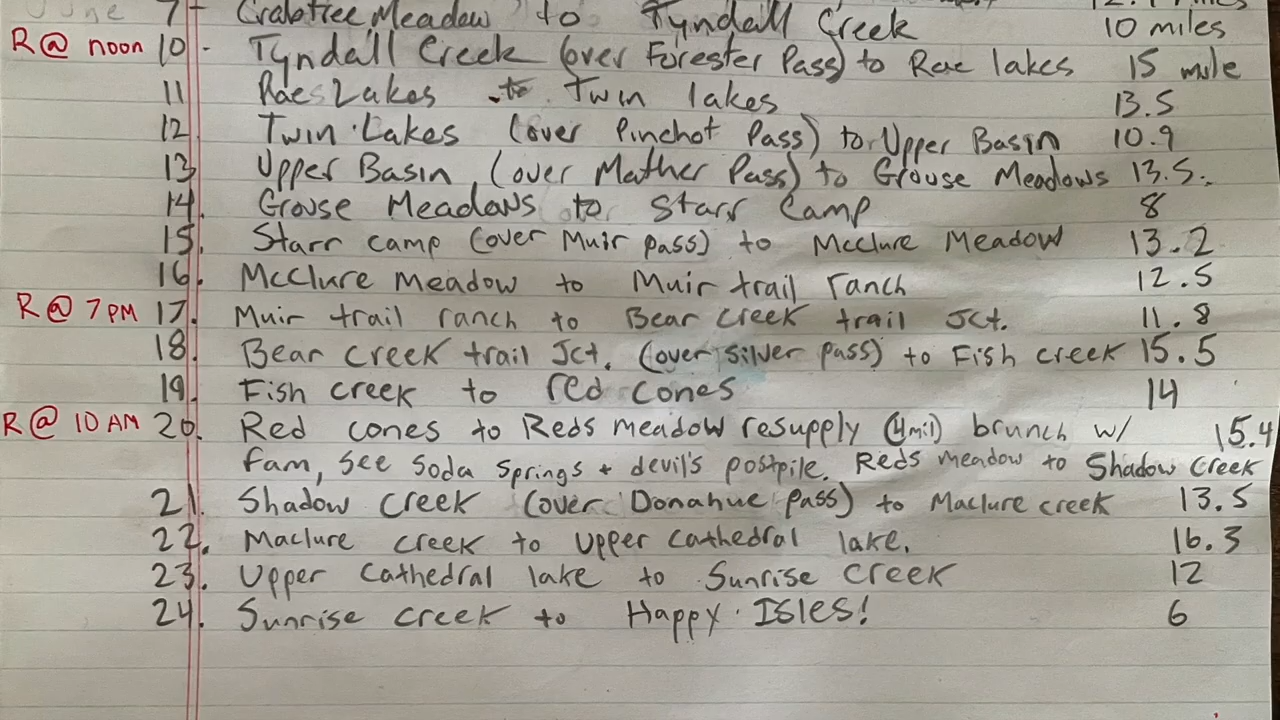 June 7- Crabtree Meadow to Tyndall Creek 10 miles
R @ noon 10- Tyndall Creek (over Forester Pass) to Rae lakes 15 mile
11 Raes Lakes to Twin lakes 13.5
12. Twin Lakes (over Pinchot Pass) to Upper Basin 10.9
13 Upper Basin (over Mather Pass) to Grouse Meadows 13.5.
14. Grouse Meadows to Starr Camp 8
15. Starr camp (over Muir pass) to McClure Meadow 13.2
16. McClure Meadow to Muir trail ranch 12.5
R @ 7 PM 17. Muir trail ranch to Bear creek trail Jct. 11.8
18. Bear creek trail Jct. (over silver pass) to Fish creek 15.5
19. Fish creek to red cones 14
R @ 10 AM 20. Red cones to Reds meadow resupply (4mil) brunch w/ 15.4
fam, see Soda Springs + devil's postpile. Reds meadow to Shadow Creek
21. Shadow creek (over Donahue pass) to Maclure creek 13.5
22. Maclure creek to upper cathedral lake. 16.3
23. Upper cathedral lake to Sunrise creek 12
24. Sunrise creek to Happy Isles! 6